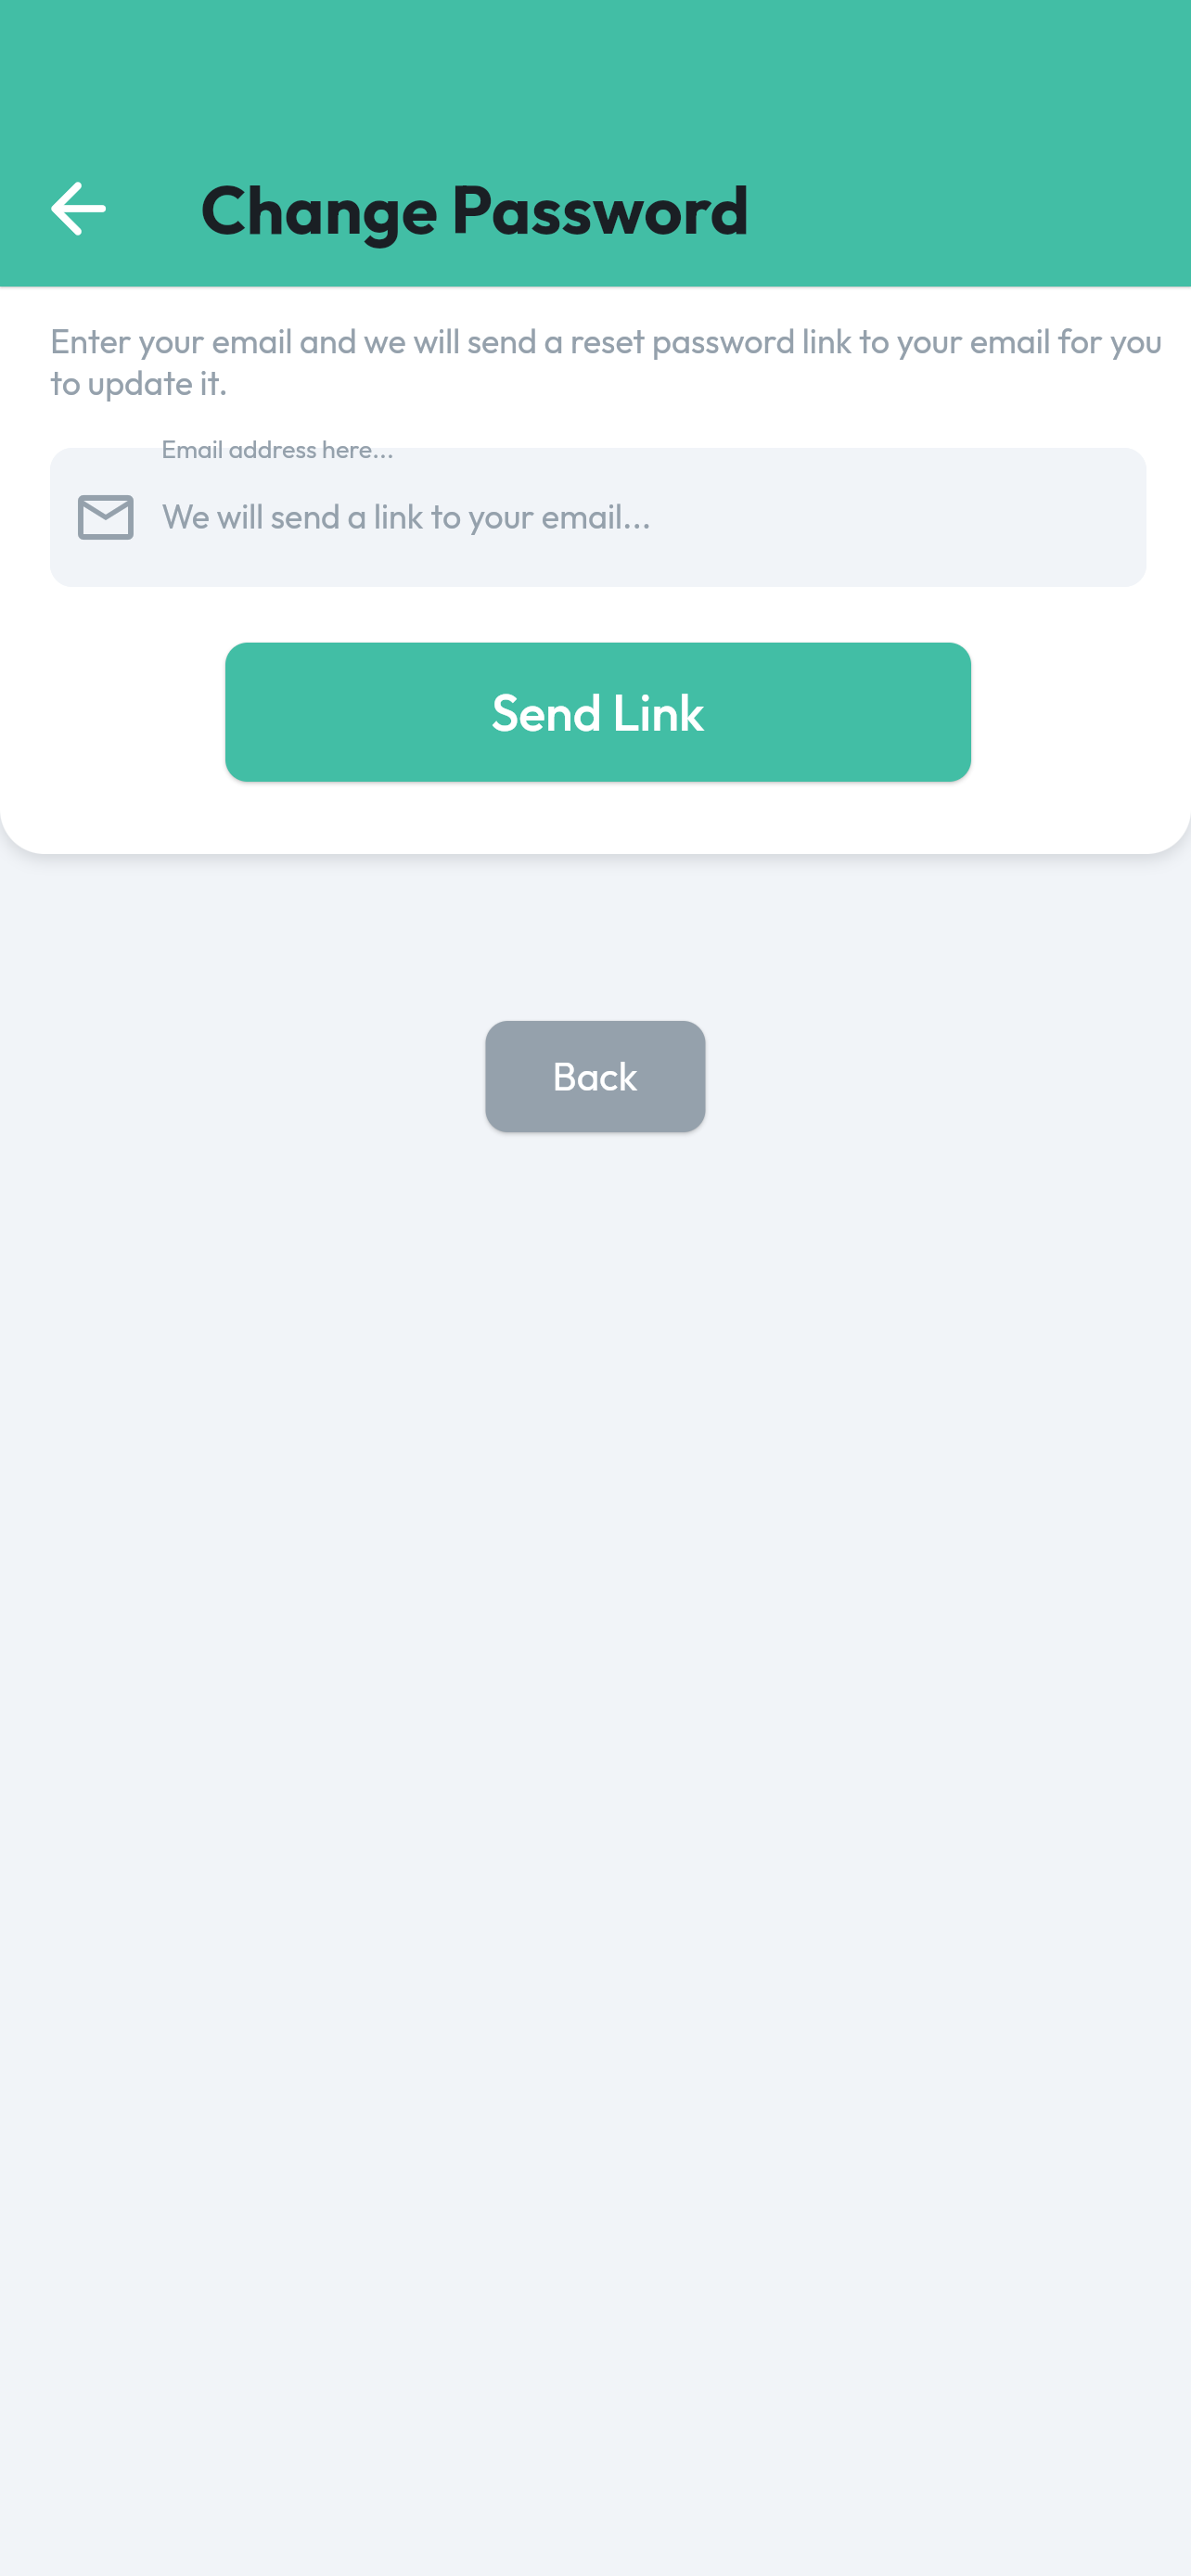 Change Password
Enter your email and we will send a reset password link to your email for you
to update it.
Email address here...
We will send a link to your email...
Send Link
Back